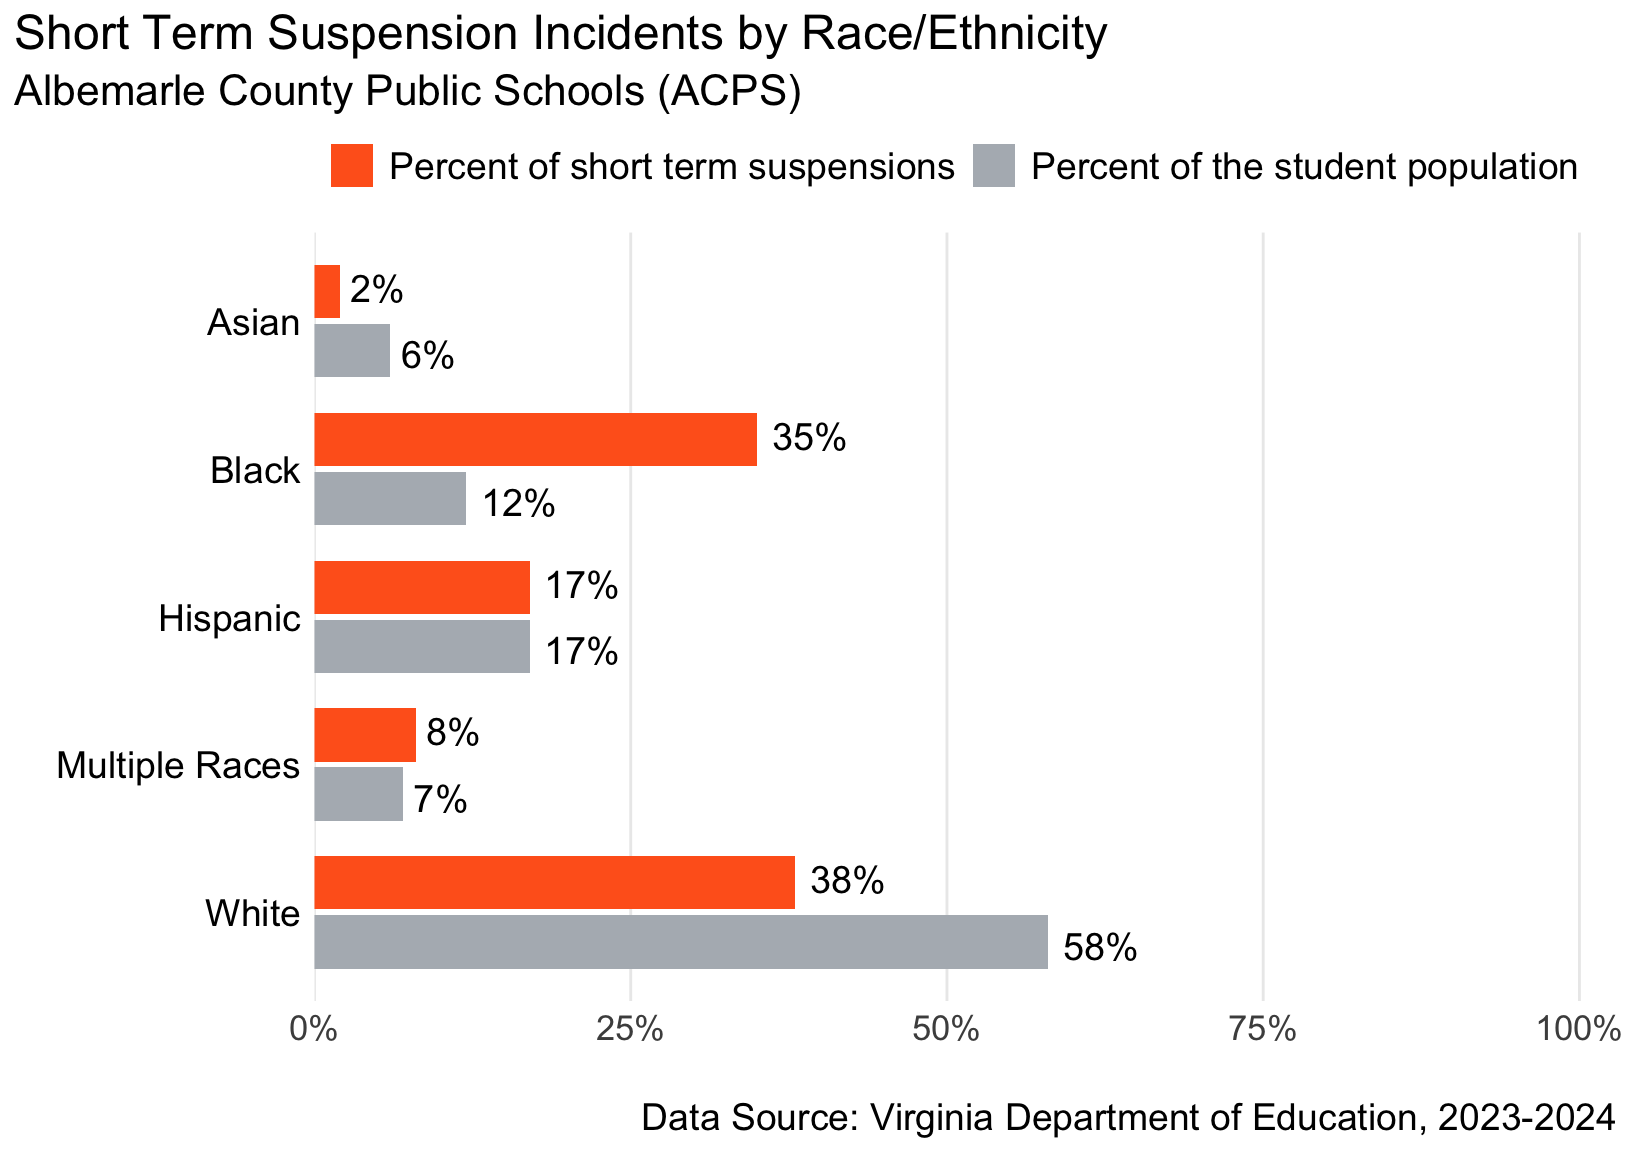 Short Term Suspension Incidents by Race/Ethnicity
Albemarle County Public Schools (ACPS)
Percent of short term suspensions Percent of the student population
Asian
2%
6%
Black
35%
12%
Hispanic
17%
17%
Multiple Races
8%
7%
White
38%
58%
0% 25% 50% 75% 100%
Data Source: Virginia Department of Education, 2023-2024